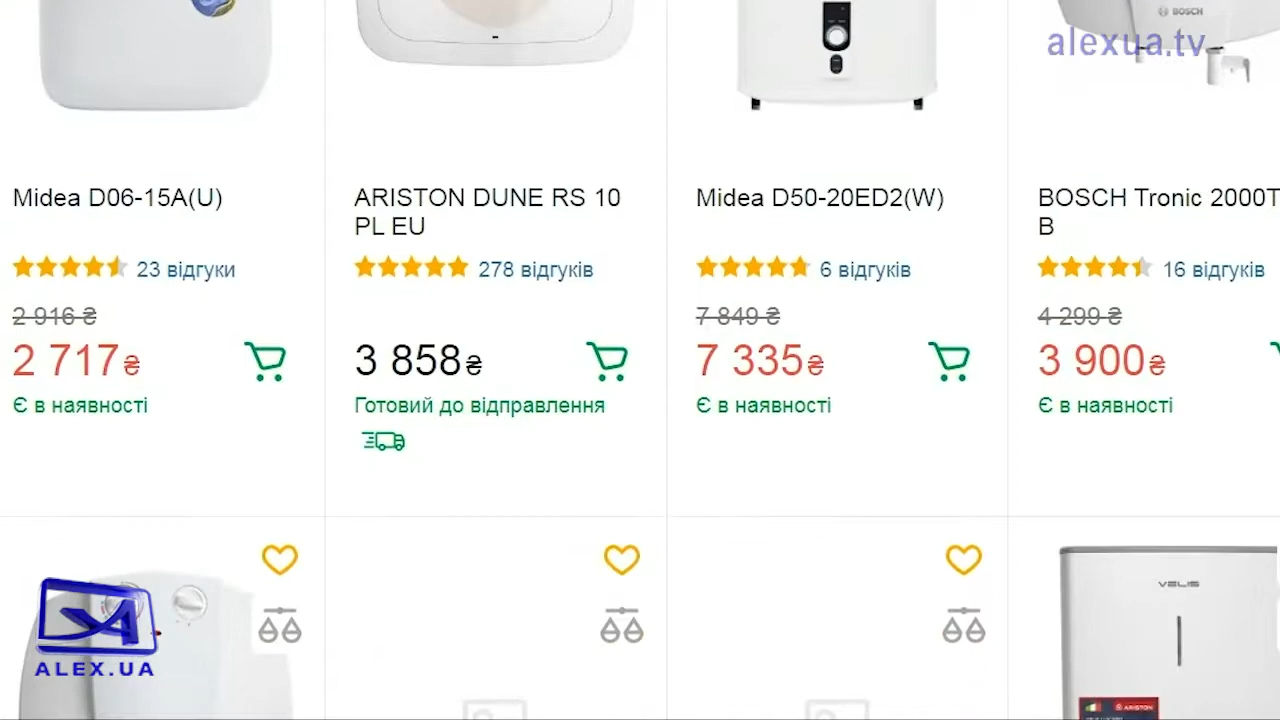 BOSCH
alexua.tv
Midea D06-15A(U)
23 відгуки
2 916 ₴
2 717 ₴
Є в наявності
ARISTON DUNE RS 10
PL EU
278 відгуків
3 858 ₴
Готовий до відправлення
Midea D50-20ED2(W)
6 відгуків
7 849 ₴
7 335 ₴
Є в наявності
BOSCH Tronic 2000T
B
16 відгуків
4 299 ₴
3 900 ₴
Є в наявності
ALEX.UA
VELIS
ARISTON